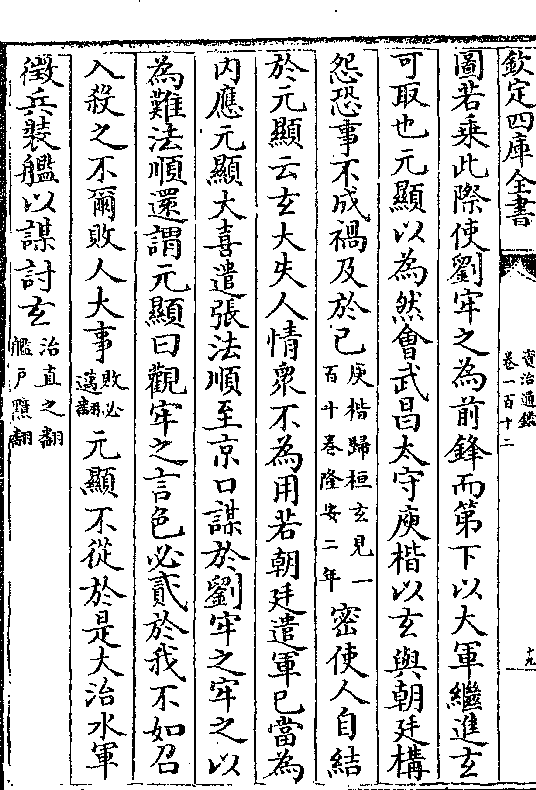 欽定四庫全書
資治通鑑
卷一百十二
十九
圖若乘此際使劉牢之為前鋒而第下以大軍繼進玄
可取也元顯以為然會武昌太守庾楷以玄與朝廷構
怨恐事不成禍及於已庾楷歸桓玄見一百十卷隆安二年密使人自結
於元顯云玄大失人情衆不為用若朝廷遣軍已當為
内應元顯大喜遣張法順至京口謀於劉牢之牢之以
為難法順還謂元顯曰觀牢之言色必貳於我不如召
入殺之不爾敗人大事敗必邁翻元顯不從於是大治水軍
徵兵裝艦以謀討玄治直之翻艦户黯翻